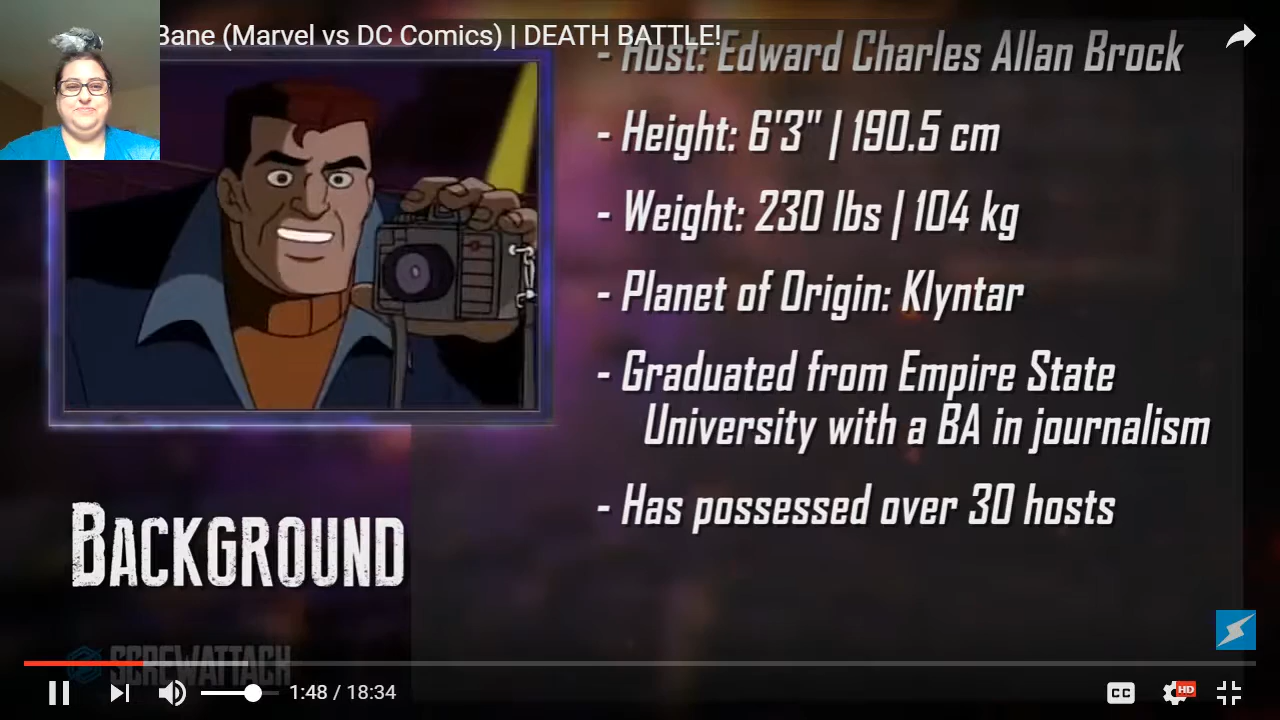 Bane (Marvel vs DC Comics) | DEATH BATTLE!
- Host: Edward Charles Allan Brock
- Height: 6'3" | 190.5 cm
- Weight: 230 lbs | 104 kg
- Planet of Origin: Klyntar
- Graduated from Empire State
University with a BA in journalism
- Has possessed over 30 hosts
BACKGROUND
SCREWATTACK
1:48 / 18:34
CC
HD